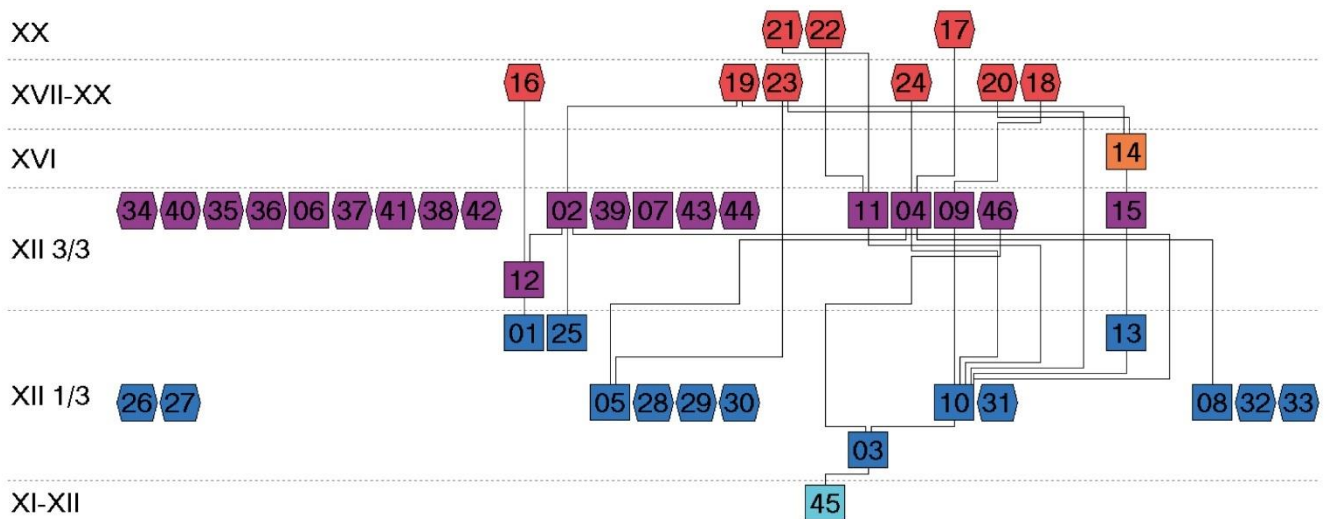 XX 21 22 17
XVII-XX 16 19 23 24 20 18
XVI 14
34 40 35 36 06 37 41 38 42 02 39 07 43 44 11 04 09 46 15
XII 3/3
12
01 25 13
XII 1/3 26 27 05 28 29 30 10 31 08 32 33
03
XI-XII 45